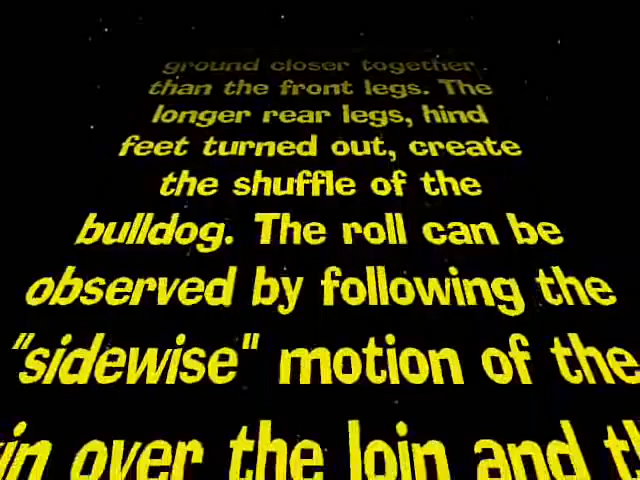 ground closer together
than the front legs. The
longer rear legs, hind
feet turned out, create
the shuffle of the
bulldog. The roll can be
observed by following the
"sidewise" motion of the
over the loin and